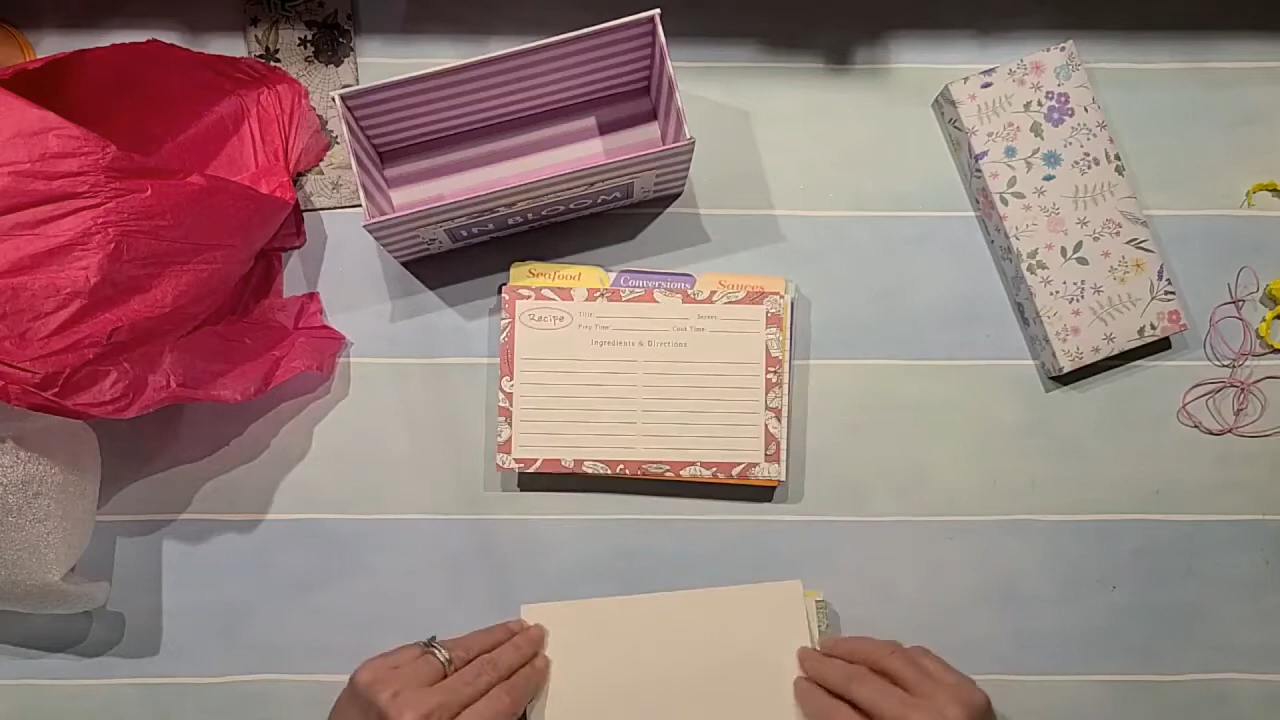 IN BLOOM
Seafood Conversions Sauces
Recipe Title: Serves:
Prep Time: Cook Time:
Ingredients & Directions